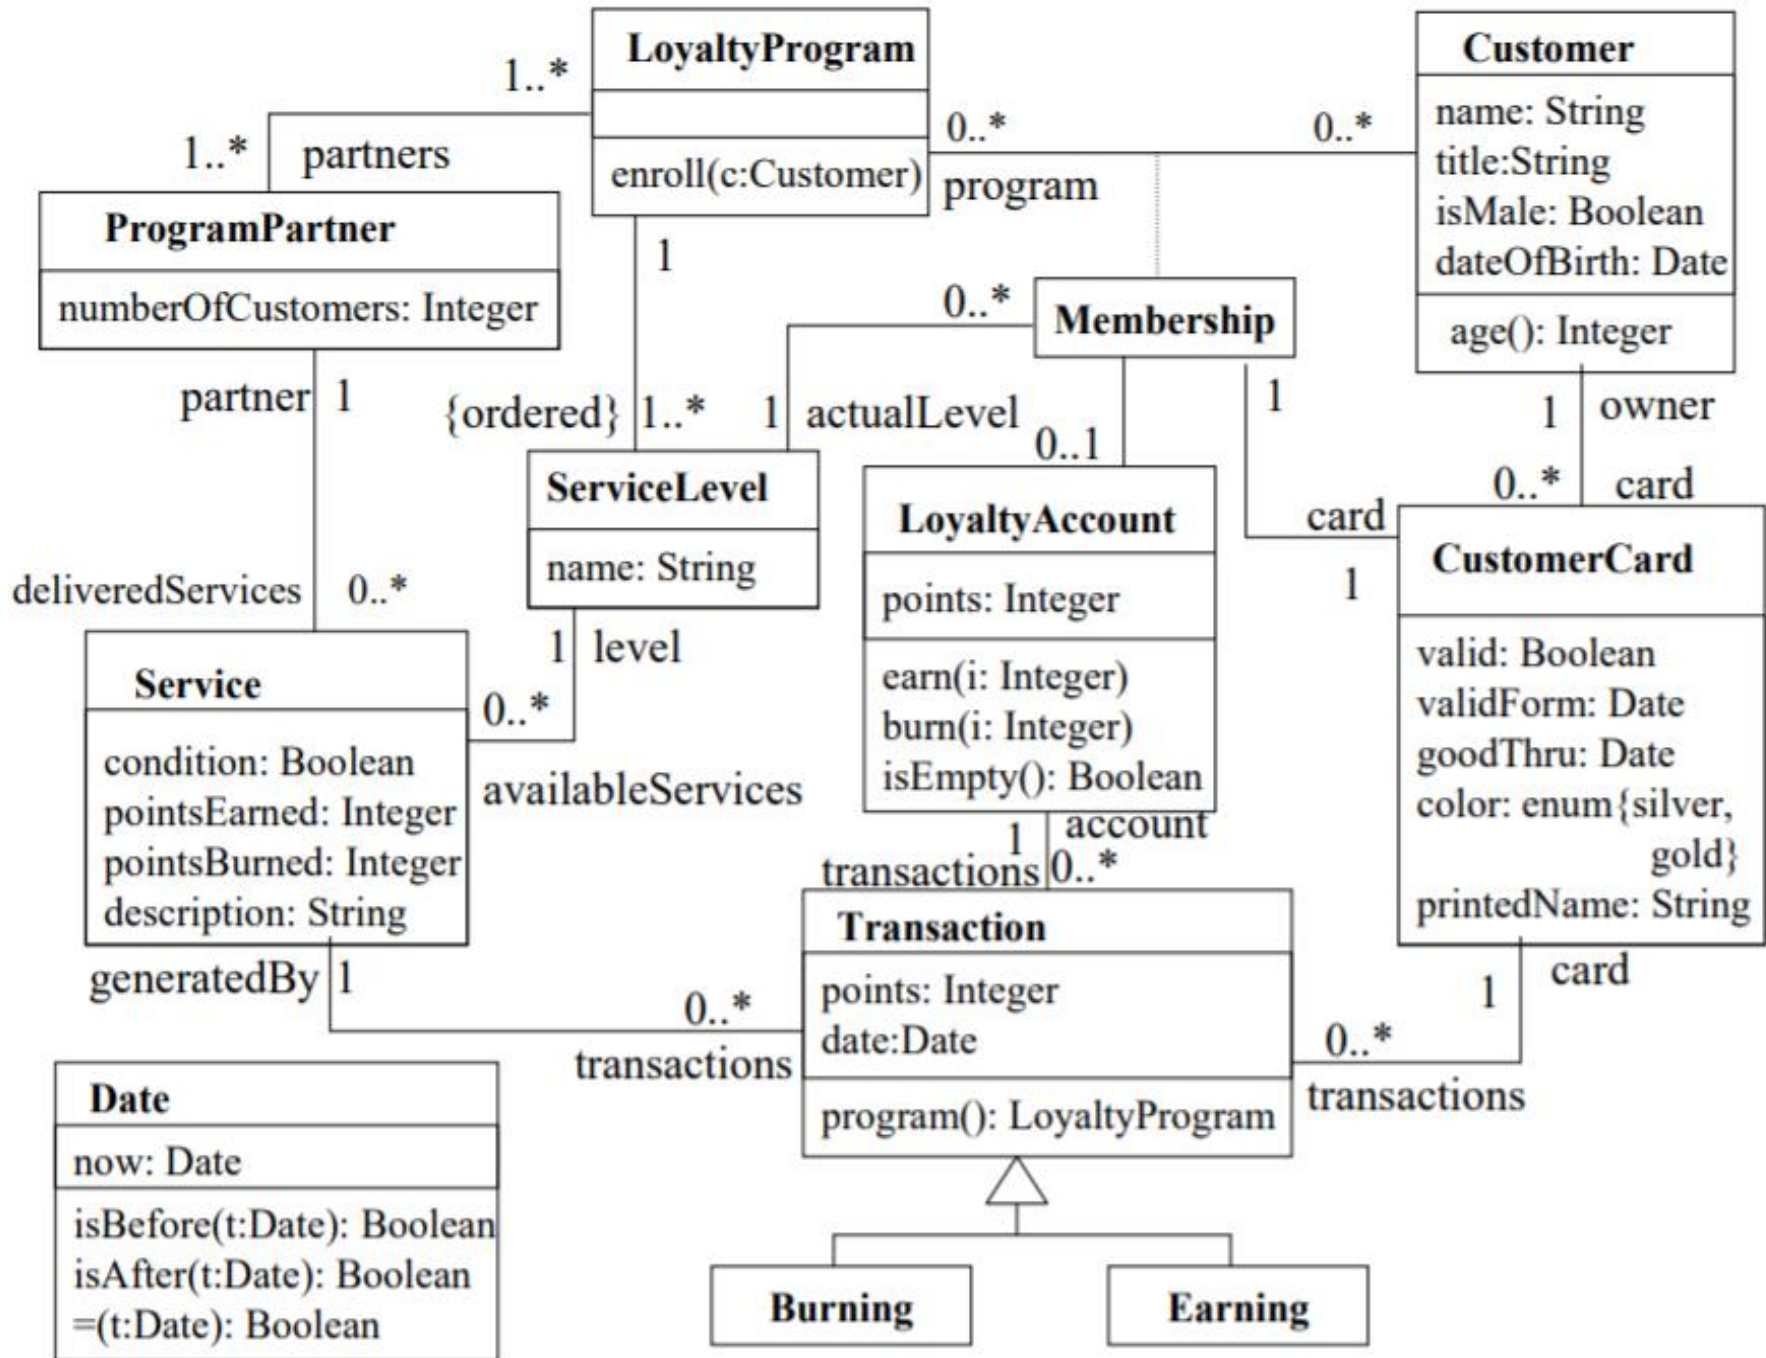 LoyaltyProgram
enroll(c:Customer)
Customer
name: String
title:String
isMale: Boolean
dateOfBirth: Date
age(): Integer
1..*
1..*
partners
0..*
0..*
program
ProgramPartner
numberOfCustomers: Integer
1
Membership
0..*
partner
1
{ordered}
1..*
1
actualLevel
0..1
1
1
owner
0..*
card
ServiceLevel
name: String
LoyaltyAccount
points: Integer
earn(i: Integer)
burn(i: Integer)
isEmpty(): Boolean
card
1
CustomerCard
valid: Boolean
validForm: Date
goodThru: Date
color: enum{silver,
gold}
printedName: String
deliveredServices
0..*
1
level
0..*
availableServices
Service
condition: Boolean
pointsEarned: Integer
pointsBurned: Integer
description: String
1
account
transactions
0..*
Transaction
points: Integer
date:Date
program(): LoyaltyProgram
generatedBy
1
0..*
transactions
1
card
0..*
transactions
Date
now: Date
isBefore(t:Date): Boolean
isAfter(t:Date): Boolean
=(t:Date): Boolean
Burning
Earning